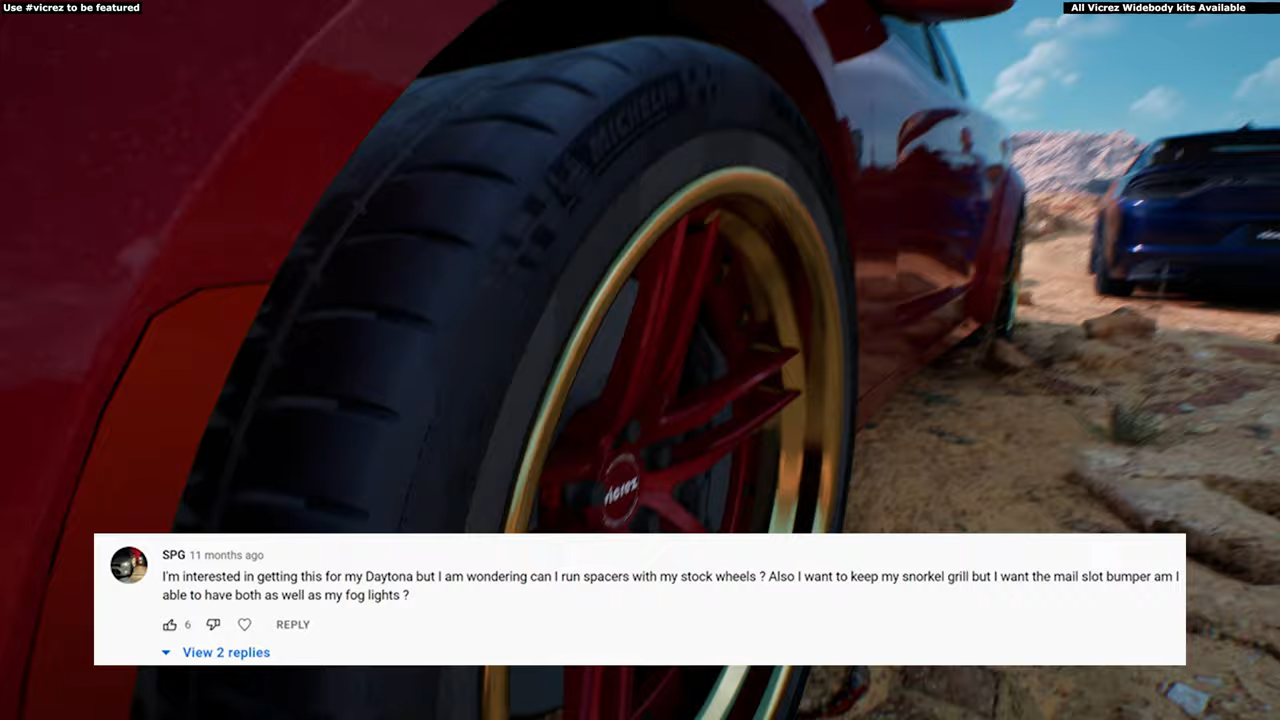 Use #vicrez to be featured
All Vicrez Widebody kits Available
MICHELIN
vicrez
SPG 11 months ago
I'm interested in getting this for my Daytona but I am wondering can I run spacers with my stock wheels ? Also I want to keep my snorkel grill but I want the mail slot bumper am I
able to have both as well as my fog lights ?
6 REPLY
View 2 replies